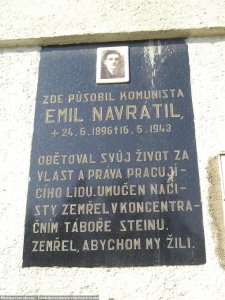 ZDE PŮSOBIL KOMUNISTA
EMIL NAVRÁTIL,
* 24. 6. 1896 † 16. 5. 1943
OBĚTOVAL SVŮJ ŽIVOT ZA
VLAST A PRÁVA PRACUJÍ-
CÍHO LIDU. UMUČEN NACI-
STY ZEMŘEL V KONCENTRA-
ČNÍM TÁBOŘE STEINU.
ZEMŘEL, ABYCHOM MY ŽILI.